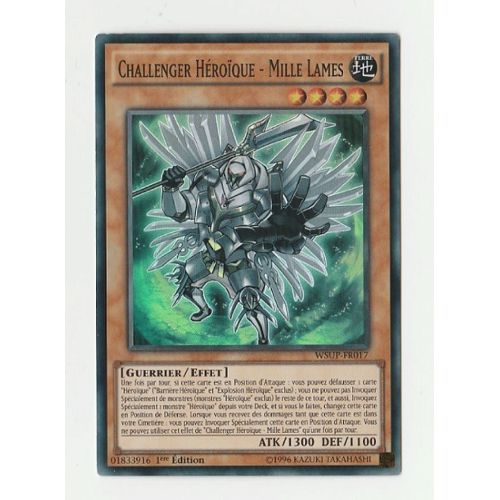 CHALLENGER HÉROÏQUE - MILLE LAMES
TERRE
地
WSUP-FR017
[GUERRIER/EFFET]
Une fois par tour, si cette carte est en Position d'Attaque : vous pouvez défausser 1 carte
"Héroïque" ("Barrière Héroïque" et "Explosion Héroïque" exclus) ; vous ne pouvez pas Invoquer
Spécialement de monstres (monstres "Héroïque" exclus) le reste de ce tour, et aussi, Invoquez
Spécialement 1 monstre "Héroïque" depuis votre Deck, et si vous le faites, changez cette carte
en Position de Défense. Lorsque vous recevez des dommages tant que cette carte est dans
votre Cimetière : vous pouvez Invoquer Spécialement cette carte en Position d'Attaque. Vous
ne pouvez utiliser cet effet de "Challenger Héroïque - Mille Lames" qu'une fois par tour.
ATK/1300 DEF/1100
01833916 1ère Édition ©1996 KAZUKI TAKAHASHI